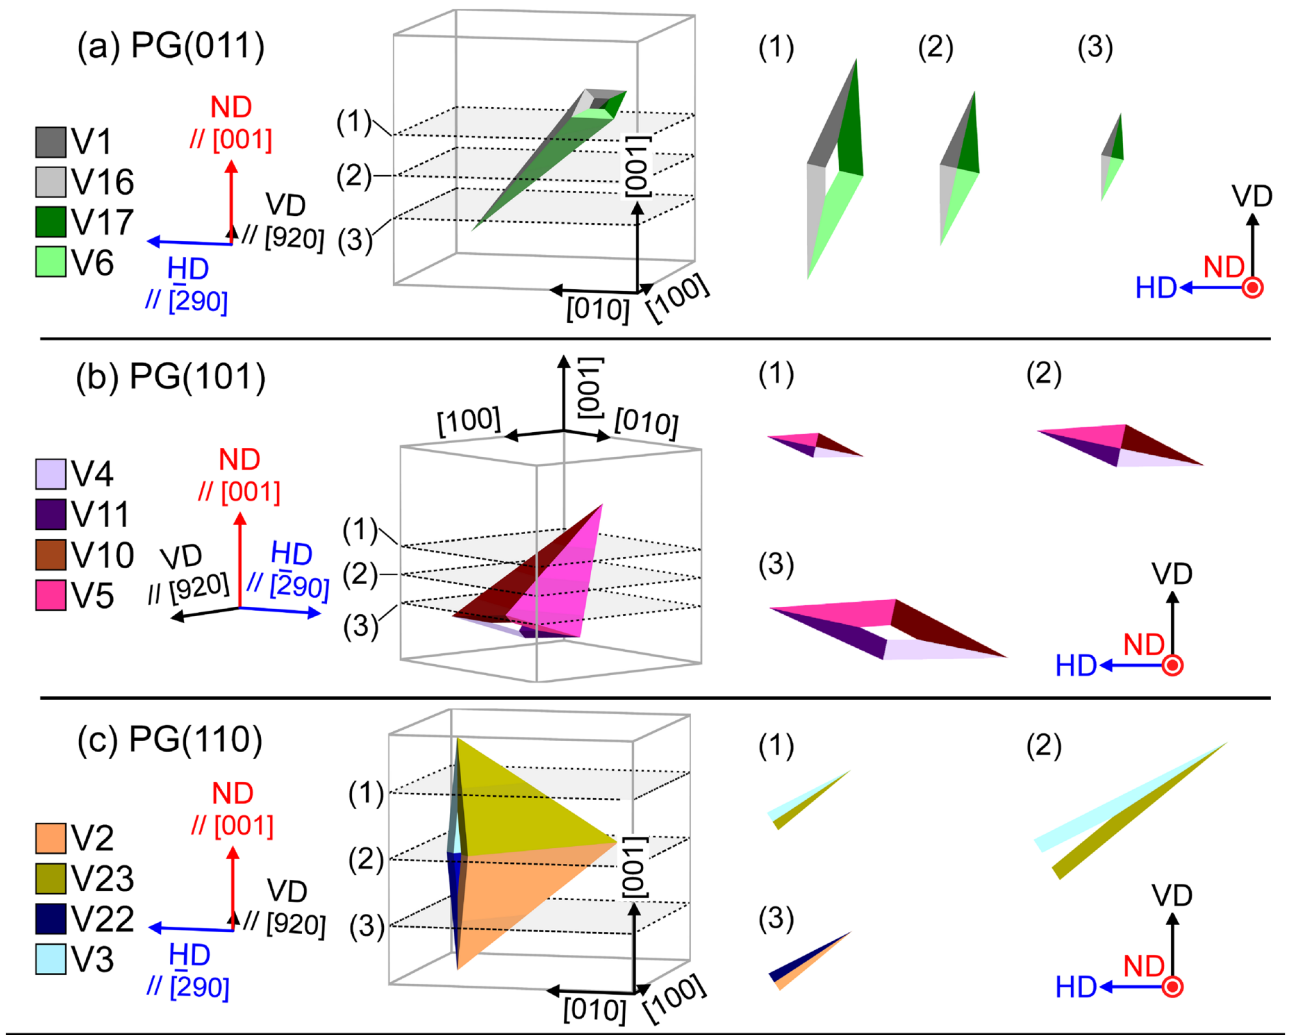 (a) PG(011)
ND
// [001]
V1
V16
V17
V6
VD
// [920]
HD
// [2̅90]
(1)
(2)
(3)
[001]
[010]
[100]
(1)
(2)
(3)
VD
ND
HD
(b) PG(101)
ND
// [001]
V4
V11
V10
V5
VD
// [920]
HD
// [2̅90]
[100]
[001]
[010]
(1)
(2)
(3)
(1)
(2)
(3)
VD
ND
HD
(c) PG(110)
ND
// [001]
V2
V23
V22
V3
VD
// [920]
HD
// [2̅90]
(1)
(2)
(3)
[001]
[010]
[100]
(1)
(2)
(3)
VD
ND
HD